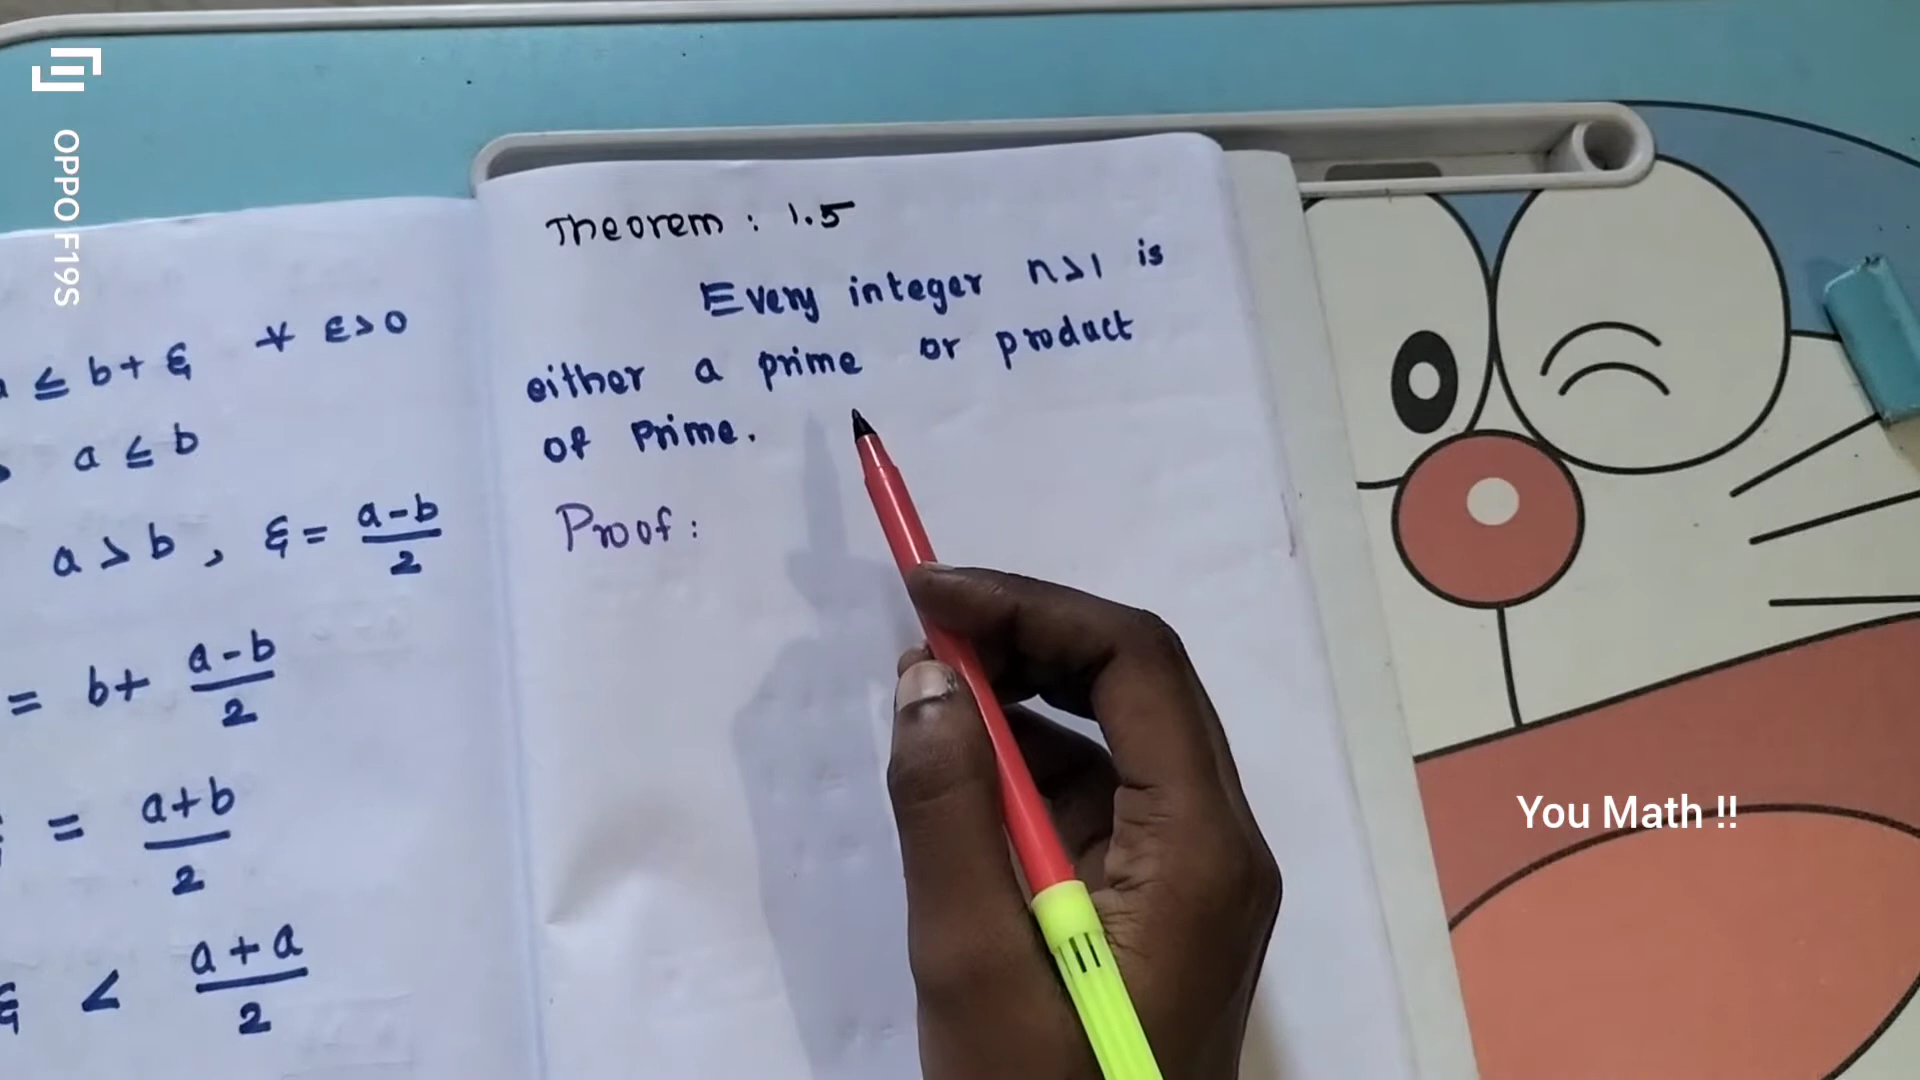 OPPO F19S
≤ b+ε ∀ ε>0
a ≤ b
a > b , ε = a-b/2
= b+ a-b/2
= a+b/2
< a+a/2
Theorem : 1.5
Every integer n>1 is
either a prime or product
of prime.
Proof :
You Math !!